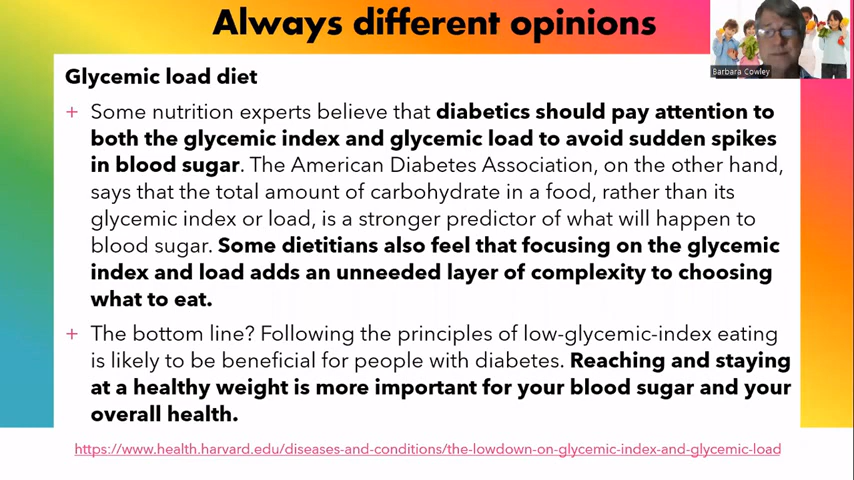 Always different opinions
Barbara Cowley
Glycemic load diet
+ Some nutrition experts believe that diabetics should pay attention to
both the glycemic index and glycemic load to avoid sudden spikes
in blood sugar. The American Diabetes Association, on the other hand,
says that the total amount of carbohydrate in a food, rather than its
glycemic index or load, is a stronger predictor of what will happen to
blood sugar. Some dietitians also feel that focusing on the glycemic
index and load adds an unneeded layer of complexity to choosing
what to eat.
+ The bottom line? Following the principles of low-glycemic-index eating
is likely to be beneficial for people with diabetes. Reaching and staying
at a healthy weight is more important for your blood sugar and your
overall health.
https://www.health.harvard.edu/diseases-and-conditions/the-lowdown-on-glycemic-index-and-glycemic-load